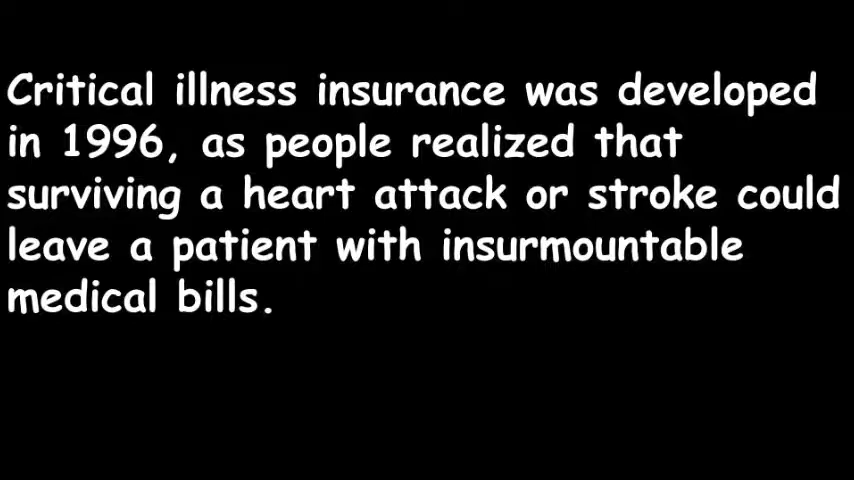 Critical illness insurance was developed
in 1996, as people realized that
surviving a heart attack or stroke could
leave a patient with insurmountable
medical bills.